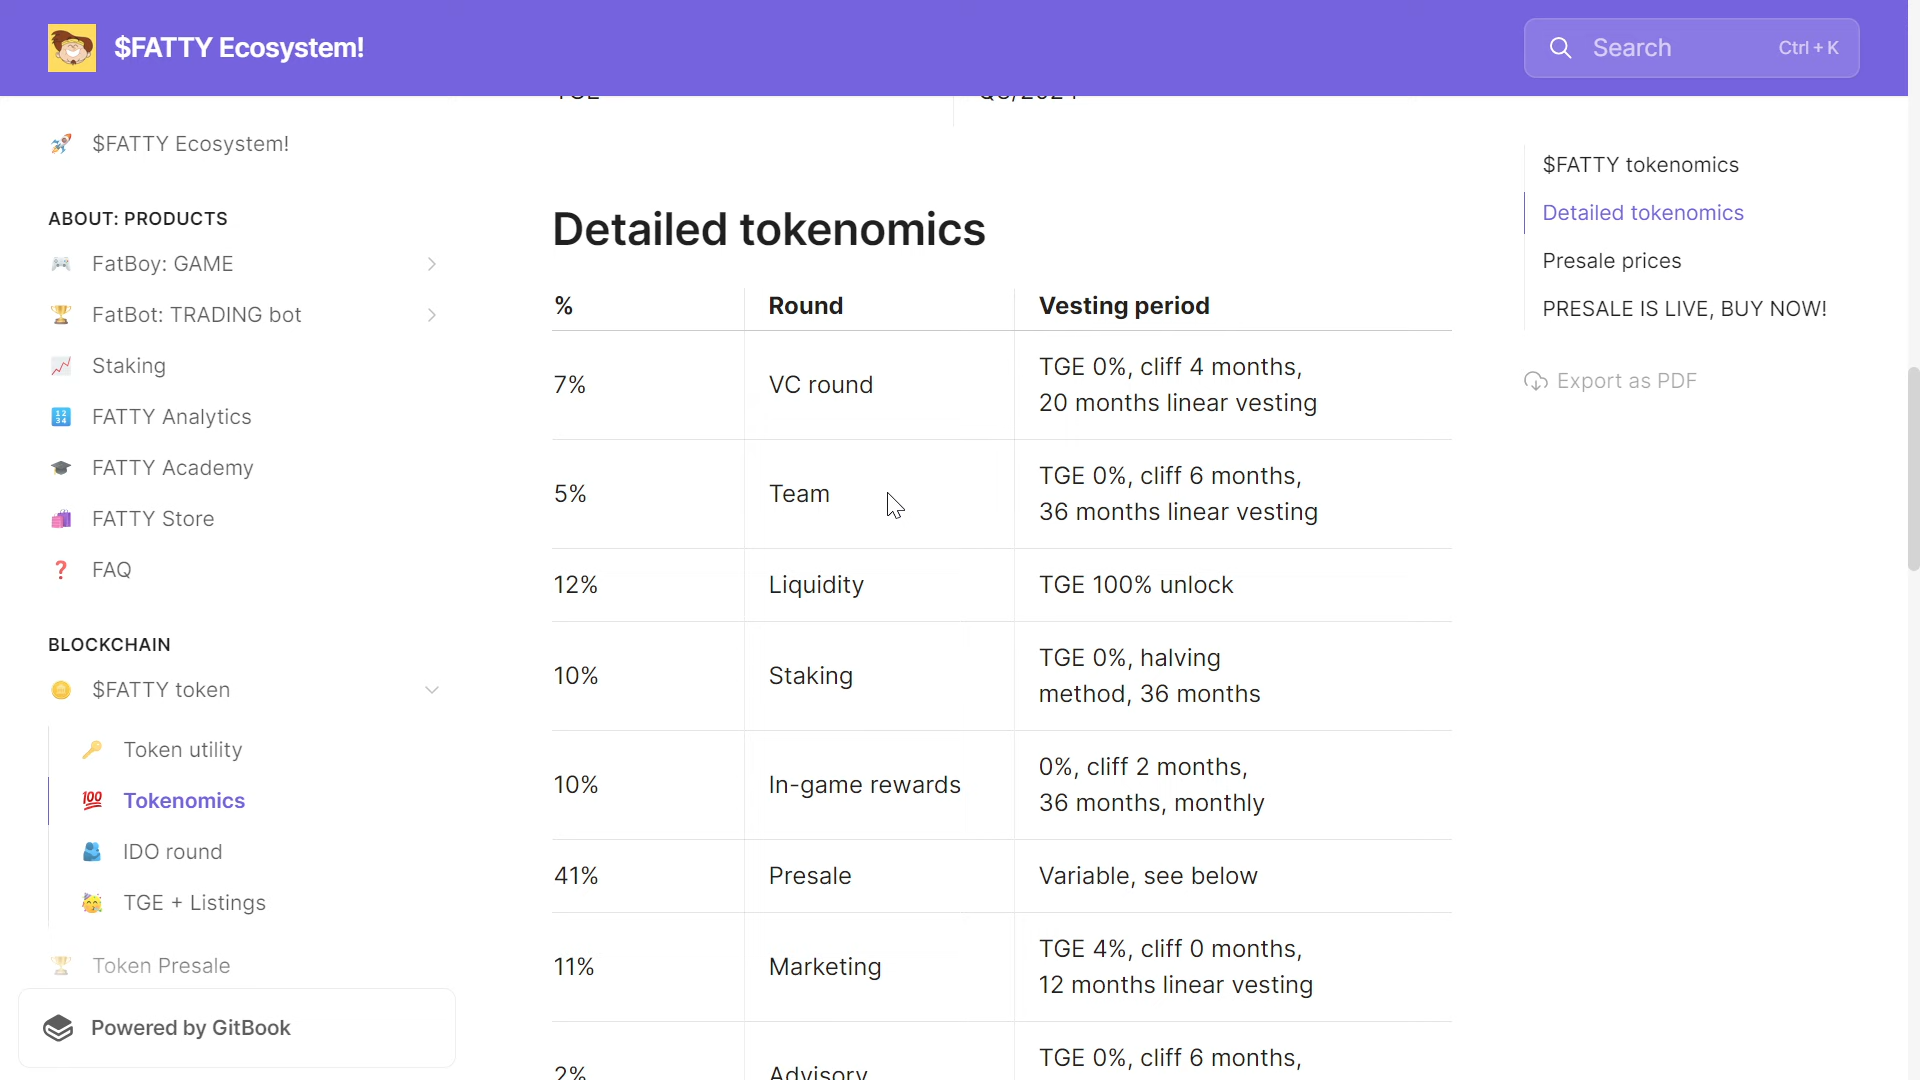 $FATTY Ecosystem!
Search
Ctrl + K
$FATTY Ecosystem!
ABOUT: PRODUCTS
FatBoy: GAME
FatBot: TRADING bot
Staking
FATTY Analytics
FATTY Academy
FATTY Store
FAQ
BLOCKCHAIN
$FATTY token
Token utility
Tokenomics
IDO round
TGE + Listings
Token Presale
Powered by GitBook
TGE Q3/2024
Detailed tokenomics
% Round Vesting period
7% VC round TGE 0%, cliff 4 months,
20 months linear vesting
5% Team TGE 0%, cliff 6 months,
36 months linear vesting
12% Liquidity TGE 100% unlock
10% Staking TGE 0%, halving
method, 36 months
10% In-game rewards 0%, cliff 2 months,
36 months, monthly
41% Presale Variable, see below
11% Marketing TGE 4%, cliff 0 months,
12 months linear vesting
2% Advisory TGE 0%, cliff 6 months,
$FATTY tokenomics
Detailed tokenomics
Presale prices
PRESALE IS LIVE, BUY NOW!
Export as PDF